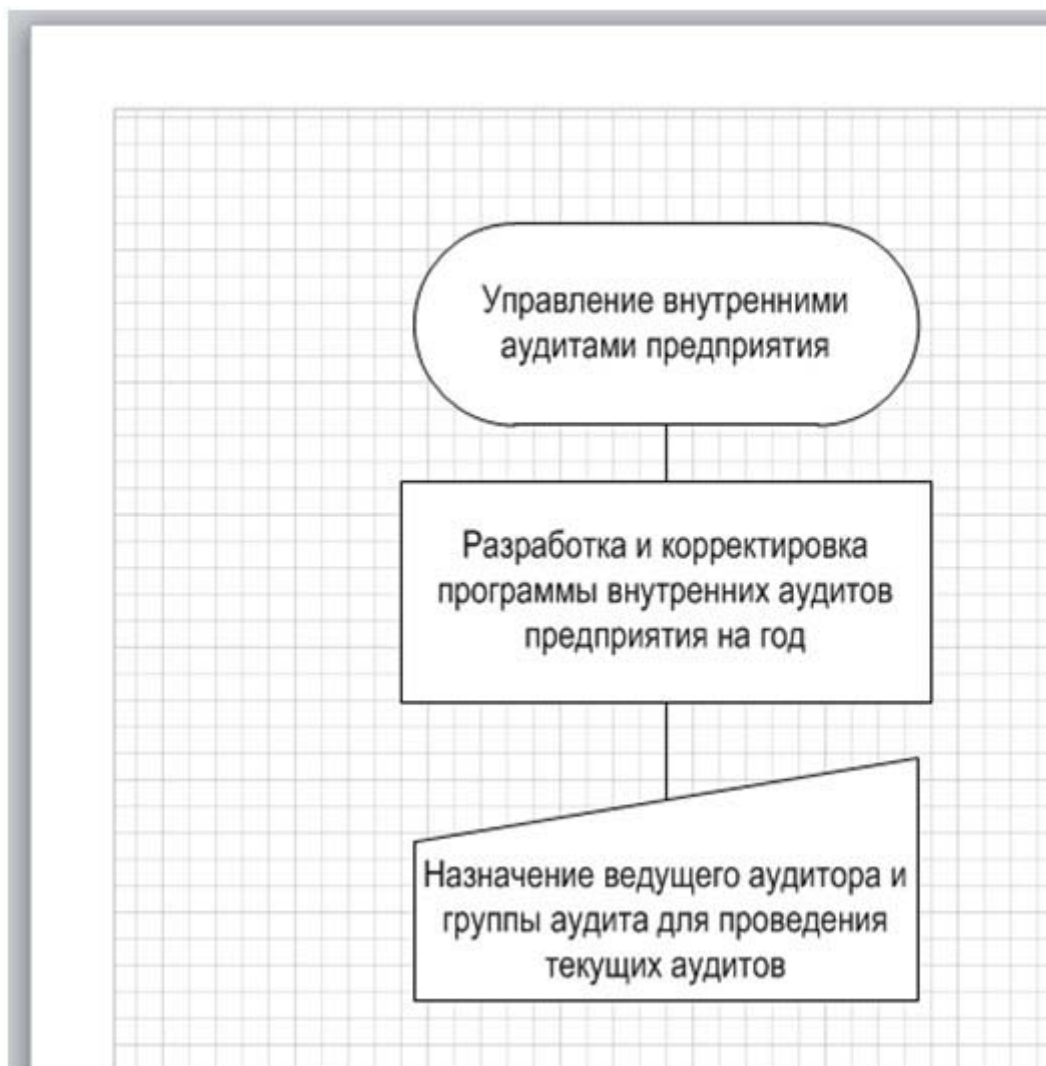 Управление внутренними
аудитами предприятия
Разработка и корректировка
программы внутренних аудитов
предприятия на год
Назначение ведущего аудитора и
группы аудита для проведения
текущих аудитов